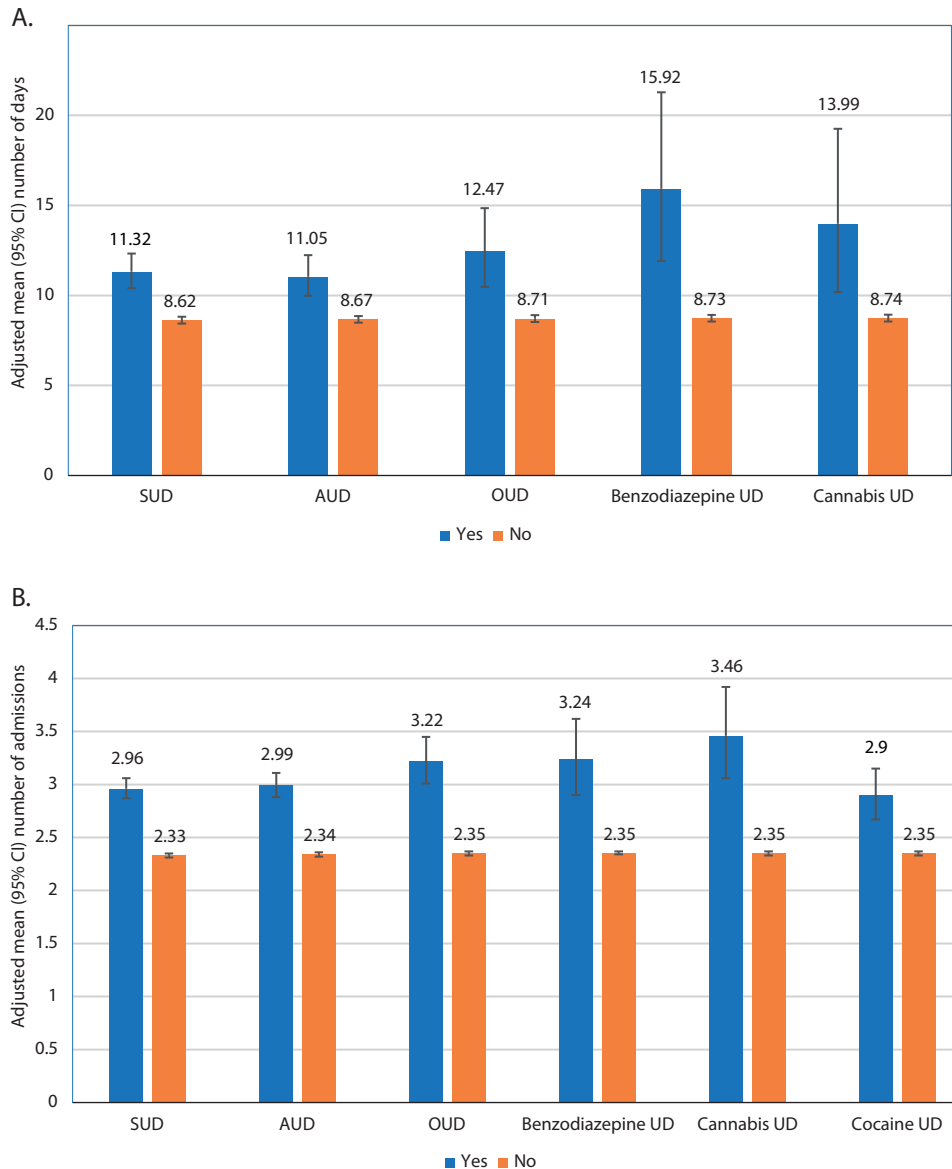 A.
Adjusted mean (95% CI) number of days
20
15
10
5
0
11.32
8.62
11.05
8.67
12.47
8.71
15.92
8.73
13.99
8.74
SUD
AUD
OUD
Benzodiazepine UD
Cannabis UD
Yes No
B.
Adjusted mean (95% CI) number of admissions
4.5
4
3.5
3
2.5
2
1.5
1
0.5
0
2.96
2.33
2.99
2.34
3.22
2.35
3.24
2.35
3.46
2.35
2.9
2.35
SUD
AUD
OUD
Benzodiazepine UD
Cannabis UD
Cocaine UD
Yes No